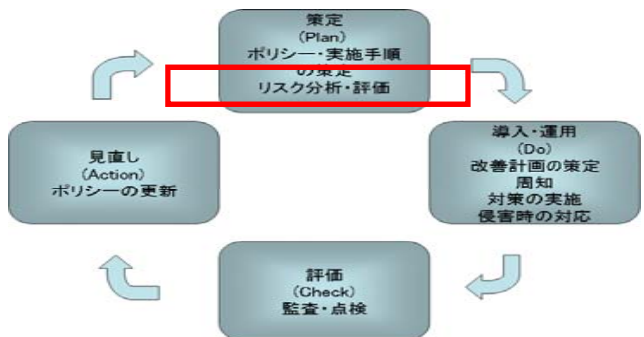 策定
(Plan)
ポリシー・実施手順
の策定
リスク分析・評価
導入・運用
(Do)
改善計画の策定
周知
対策の実施
侵害時の対応
評価
(Check)
監査・点検
見直し
(Action)
ポリシーの更新